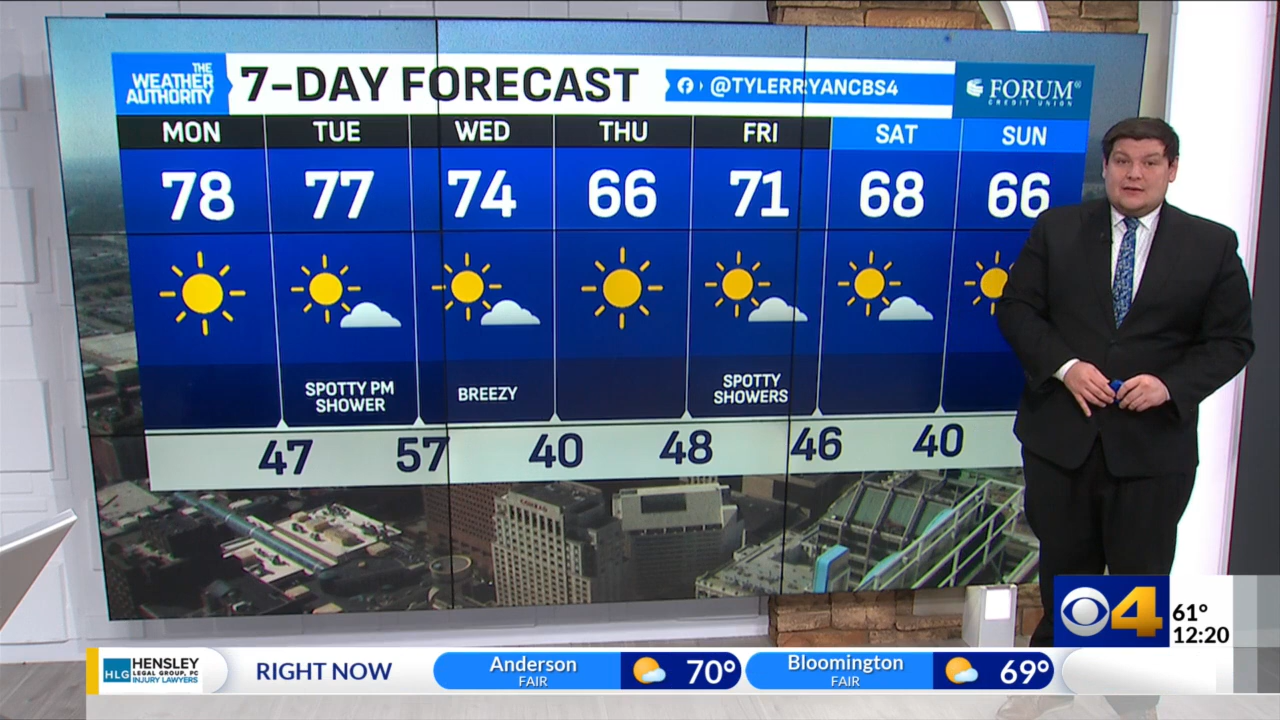 THE
WEATHER
AUTHORITY
7-DAY FORECAST
@TYLERRYANCBS4
FORUM®
CREDIT UNION
MON TUE WED THU FRI SAT SUN
78 77 74 66 71 68 66
SPOTTY PM
SHOWER
BREEZY
SPOTTY
SHOWERS
47 57 40 48 46 40
4
61°
12:20
HLG
HENSLEY
LEGAL GROUP, PC
INJURY LAWYERS
RIGHT NOW
Anderson
FAIR
70°
Bloomington
FAIR
69°